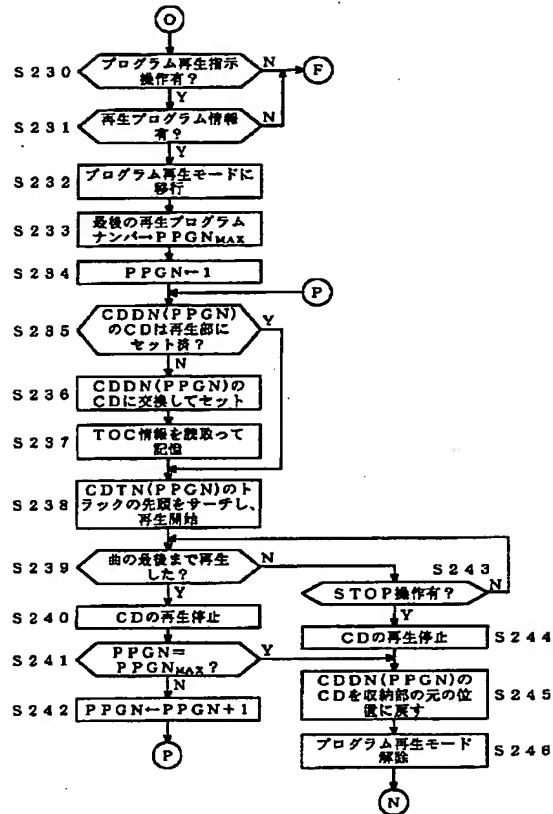 O
S230
プログラム再生指示
操作有?
N
F
Y
S231
再生プログラム情報
有?
N
Y
S232
プログラム再生モードに
移行
S233
最後の再生プログラム
ナンバ→PPGNMAX
S234
PPGN←1
P
S235
CDDN(PPGN)
のCDは再生部に
セット済?
Y
N
S236
CDDN(PPGN)の
CDに交換してセット
S237
TOC情報を読取って
記憶
S238
CDTN(PPGN)のト
ラックの先頭をサーチし、
再生開始
S239
曲の最後まで再生
した?
N
Y
S243
STOP操作有?
N
Y
S240
CDの再生停止
S244
CDの再生停止
S241
PPGN=
PPGNMAX?
Y
N
S245
CDDN(PPGN)の
CDを収納部の元の位
置に戻す
S242
PPGN←PPGN+1
P
S246
プログラム再生モード
解除
N